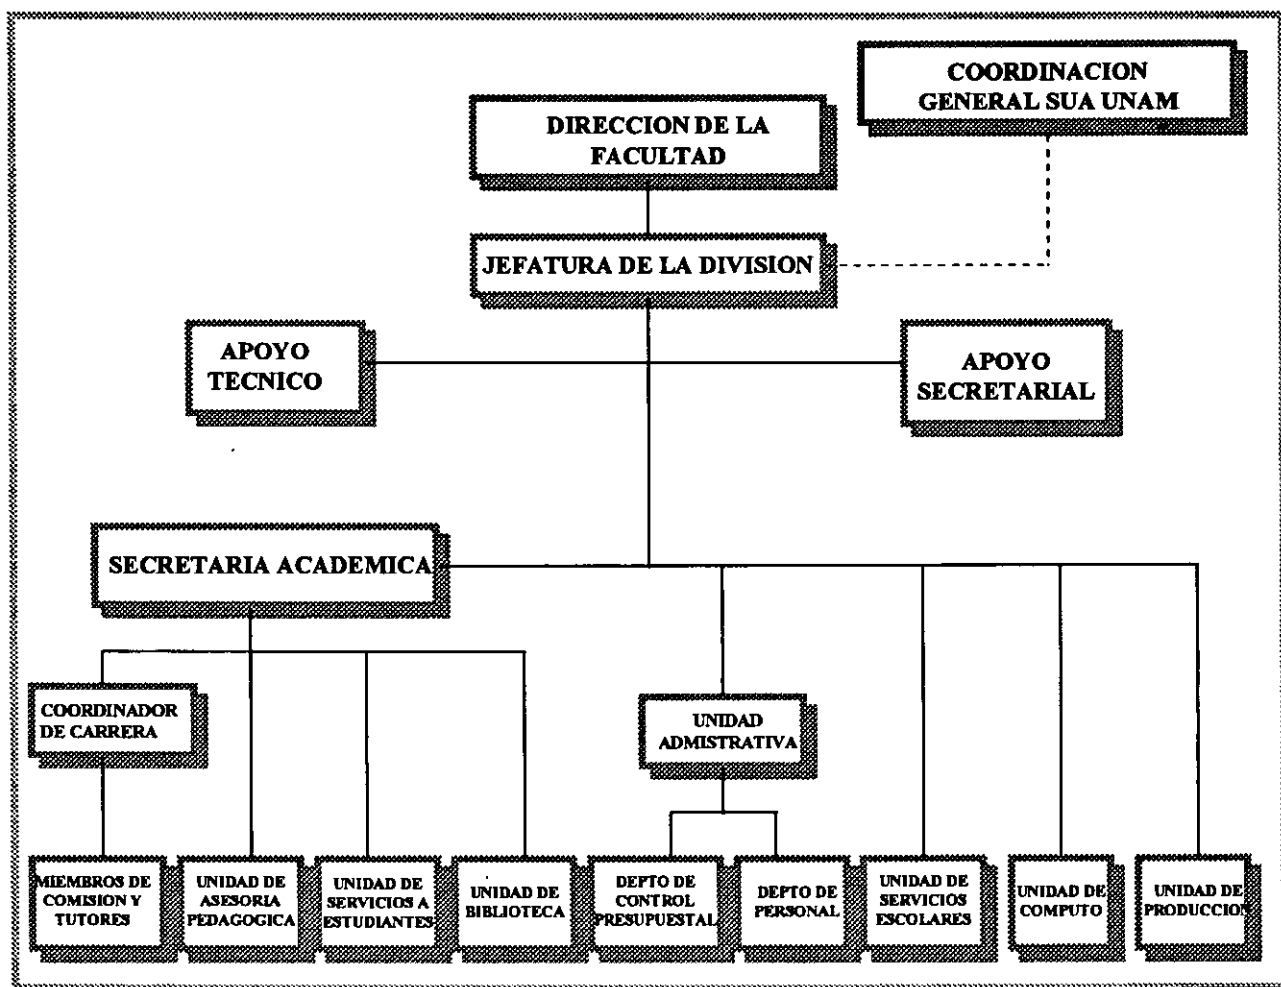 COORDINACION
GENERAL SUA UNAM
DIRECCION DE LA
FACULTAD
JEFATURA DE LA DIVISION
APOYO
TECNICO
APOYO
SECRETARIAL
SECRETARIA ACADEMICA
COORDINADOR
DE CARRERA
UNIDAD
ADMISTRATIVA
MIEMBROS DE
COMISION Y
TUTORES
UNIDAD DE
ASESORIA
PEDAGOGICA
UNIDAD DE
SERVICIOS A
ESTUDIANTES
UNIDAD DE
BIBLIOTECA
DEPTO DE
CONTROL
PRESUPUESTAL
DEPTO DE
PERSONAL
UNIDAD DE
SERVICIOS
ESCOLARES
UNIDAD DE
COMPUTO
UNIDAD DE
PRODUCCION